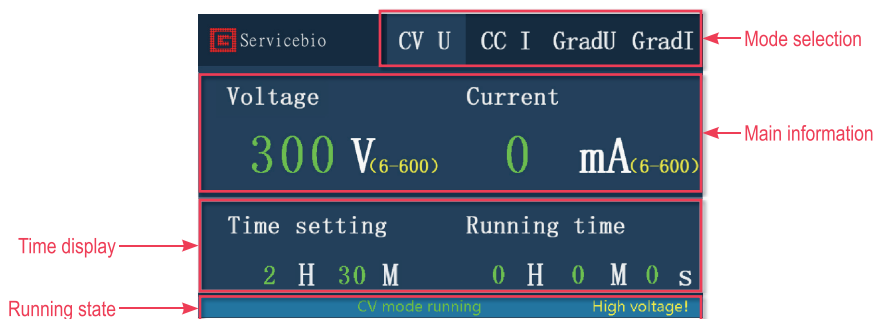 Servicebio
CV U CC I GradU GradI
Mode selection
Voltage Current
300 V(6-600) 0 mA(6-600)
Main information
Time setting Running time
2 H 30 M 0 H 0 M 0 s
Time display
CV mode running High voltage!
Running state